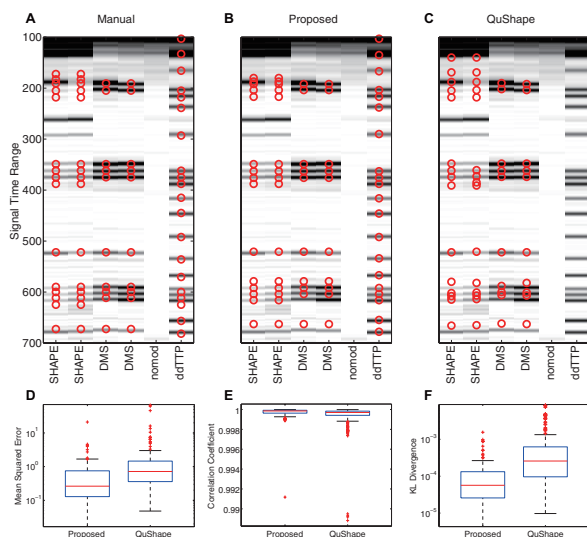 A Manual
B Proposed
C QuShape
Signal Time Range
100
200
300
400
500
600
700
SHAPE
SHAPE
DMS
DMS
nomod
ddTTP
SHAPE
SHAPE
DMS
DMS
nomod
ddTTP
SHAPE
SHAPE
DMS
DMS
nomod
ddTTP
D
Mean Squared Error
10^1
10^0
10^-1
Proposed QuShape
E
Correlation Coefficient
1
0.998
0.996
0.994
0.992
0.99
Proposed QuShape
F
KL Divergence
10^-3
10^-4
10^-5
Proposed QuShape